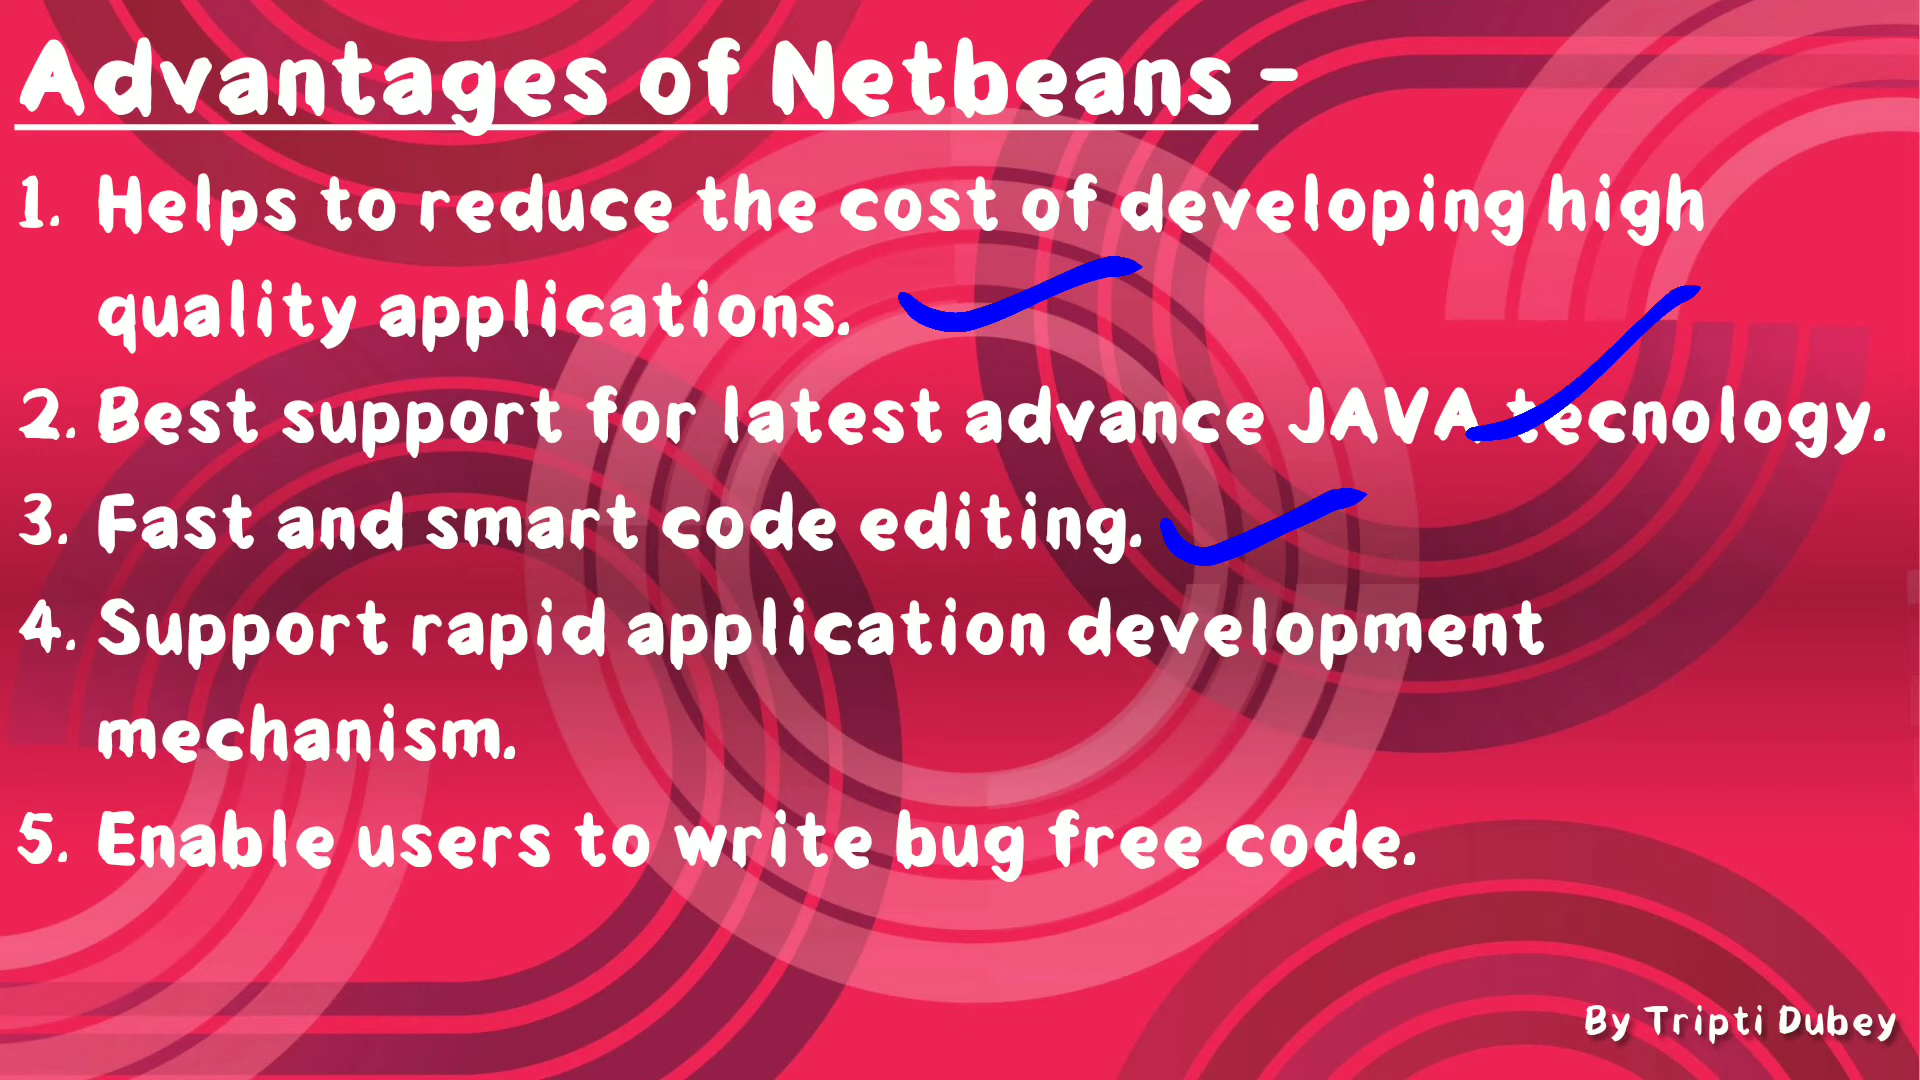 Advantages of Netbeans -
1. Helps to reduce the cost of developing high
quality applications.
2. Best support for latest advance JAVA tecnology.
3. Fast and smart code editing.
4. Support rapid application development
mechanism.
5. Enable users to write bug free code.
By Tripti Dubey